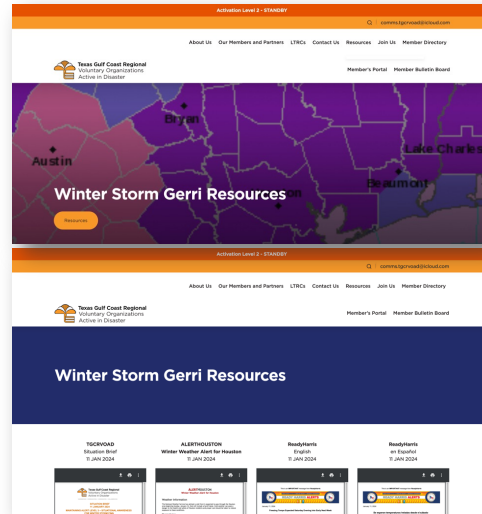 Activation Level 2 - STANDBY
comms.tgcrvoad@icloud.com
About Us Our Members and Partners LTRCs Contact Us Resources Join Us Member Directory
Texas Gulf Coast Regional
Voluntary Organizations
Active in Disaster
Member's Portal Member Bulletin Board
Bryan
Austin
Lake Charles
Beaumont
Winter Storm Gerri Resources
Resources
Activation Level 2 - STANDBY
comms.tgcrvoad@icloud.com
About Us Our Members and Partners LTRCs Contact Us Resources Join Us Member Directory
Texas Gulf Coast Regional
Voluntary Organizations
Active in Disaster
Member's Portal Member Bulletin Board
Winter Storm Gerri Resources
TGCRVOAD
Situation Brief
11 JAN 2024
ALERTHOUSTON
Winter Weather Alert for Houston
11 JAN 2024
ReadyHarris
English
11 JAN 2024
ReadyHarris
en Español
11 JAN 2024
Texas Gulf Coast Regional
Voluntary Organizations
Active in Disaster
ALERTHOUSTON
Winter Weather Alert for Houston